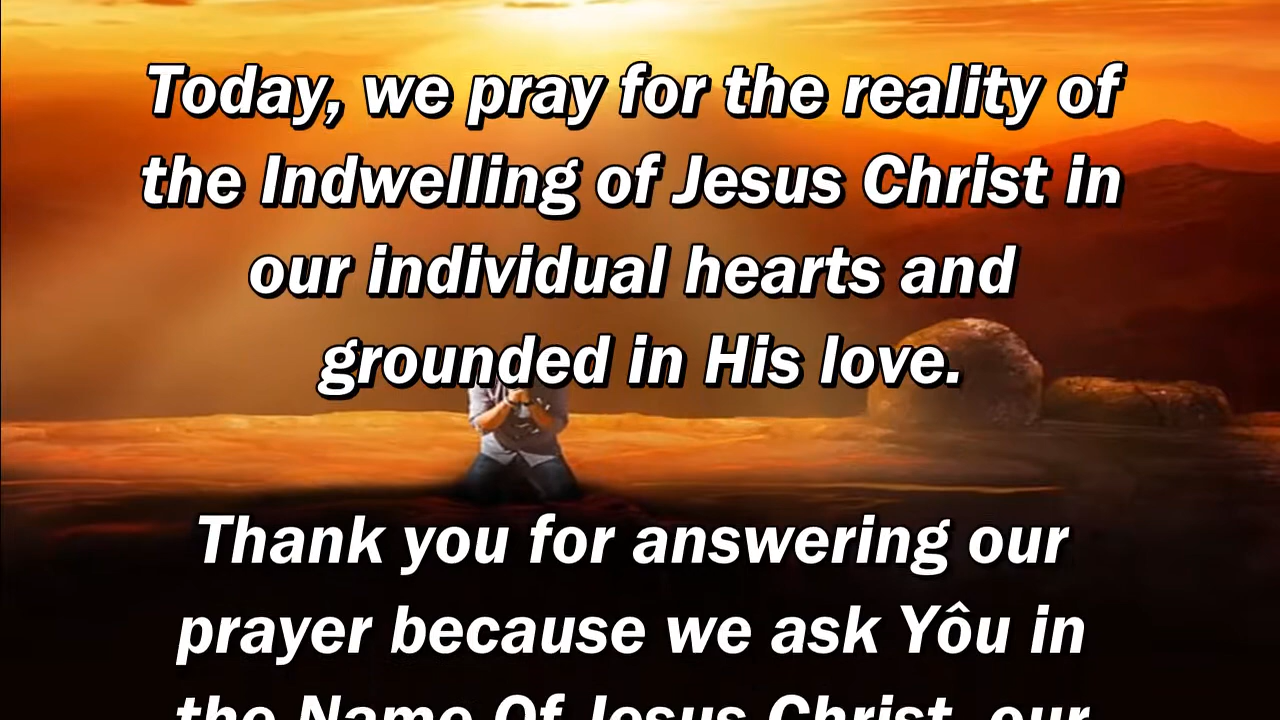 Today, we pray for the reality of
the Indwelling of Jesus Christ in
our individual hearts and
grounded in His love.
Thank you for answering our
prayer because we ask Yôu in
the Name Of Jesus Christ, our